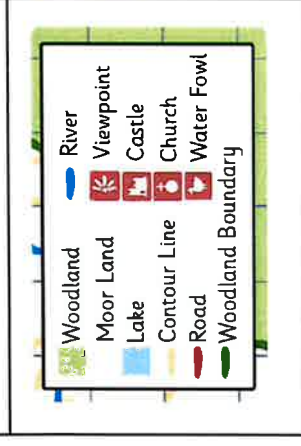 Woodland
Moor Land
Lake
Contour Line
Road
Woodland Boundary
River
Viewpoint
Castle
Church
Water Fowl